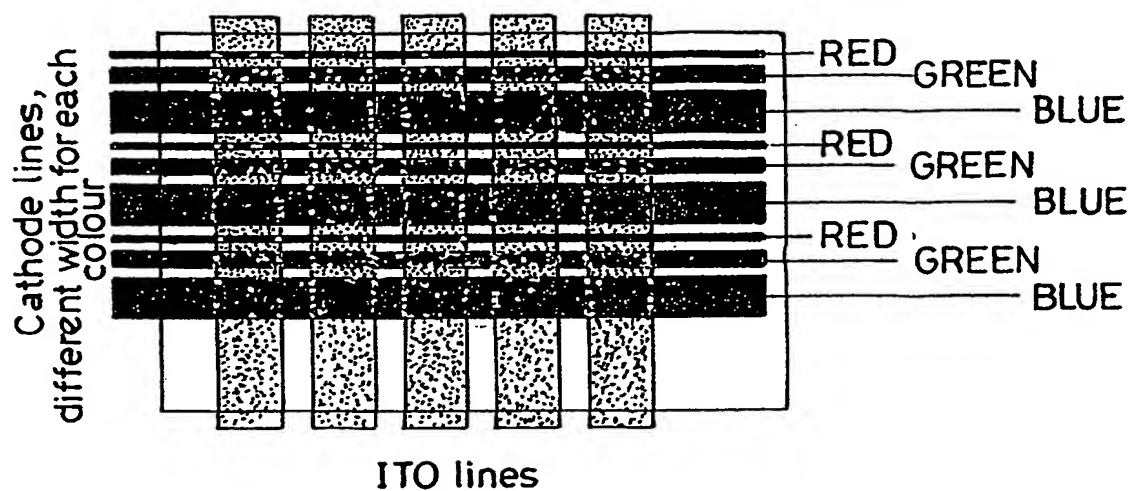 Cathode lines,
different width for each
colour
RED
GREEN
BLUE
RED
GREEN
BLUE
RED
GREEN
BLUE
ITO lines